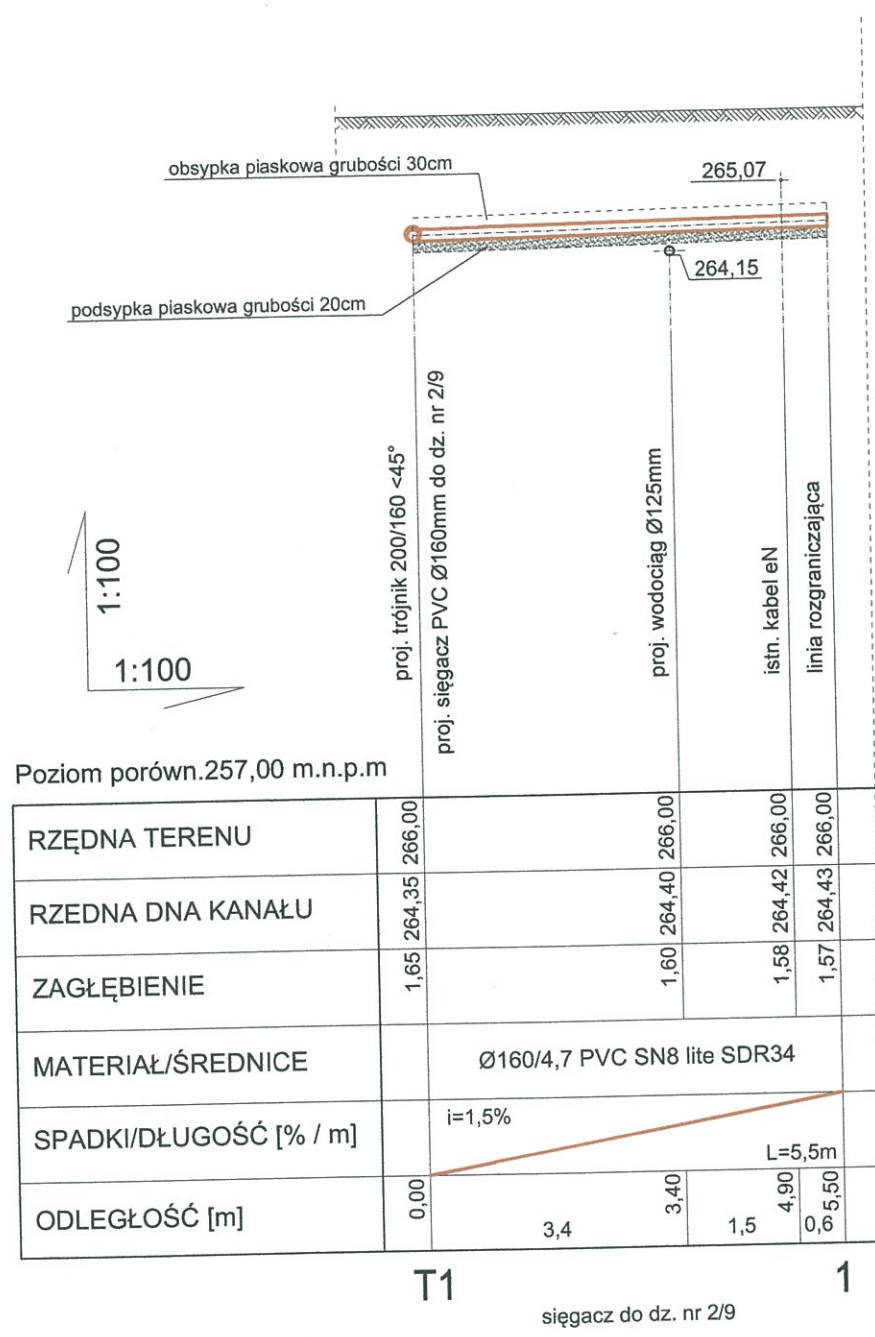 obsypka piaskowa grubości 30cm
265,07
264,15
podsypka piaskowa grubości 20cm
proj. trójnik 200/160 <45°
proj. sięgacz PVC Ø160mm do dz. nr 2/9
proj. wodociąg Ø125mm
istn. kabel eN
linia rozgraniczająca
1:100
1:100
Poziom porówn.257,00 m.n.p.m
RZĘDNA TERENU 266,00 266,00 266,00 266,00
RZEDNA DNA KANAŁU 264,35 264,40 264,42 264,43
ZAGŁĘBIENIE 1,65 1,60 1,58 1,57
MATERIAŁ/ŚREDNICE Ø160/4,7 PVC SN8 lite SDR34
SPADKI/DŁUGOŚĆ [% / m] i=1,5% L=5,5m
ODLEGŁOŚĆ [m] 0,00 3,40 4,90 5,50
3,4 1,5 0,6
T1 1
sięgacz do dz. nr 2/9